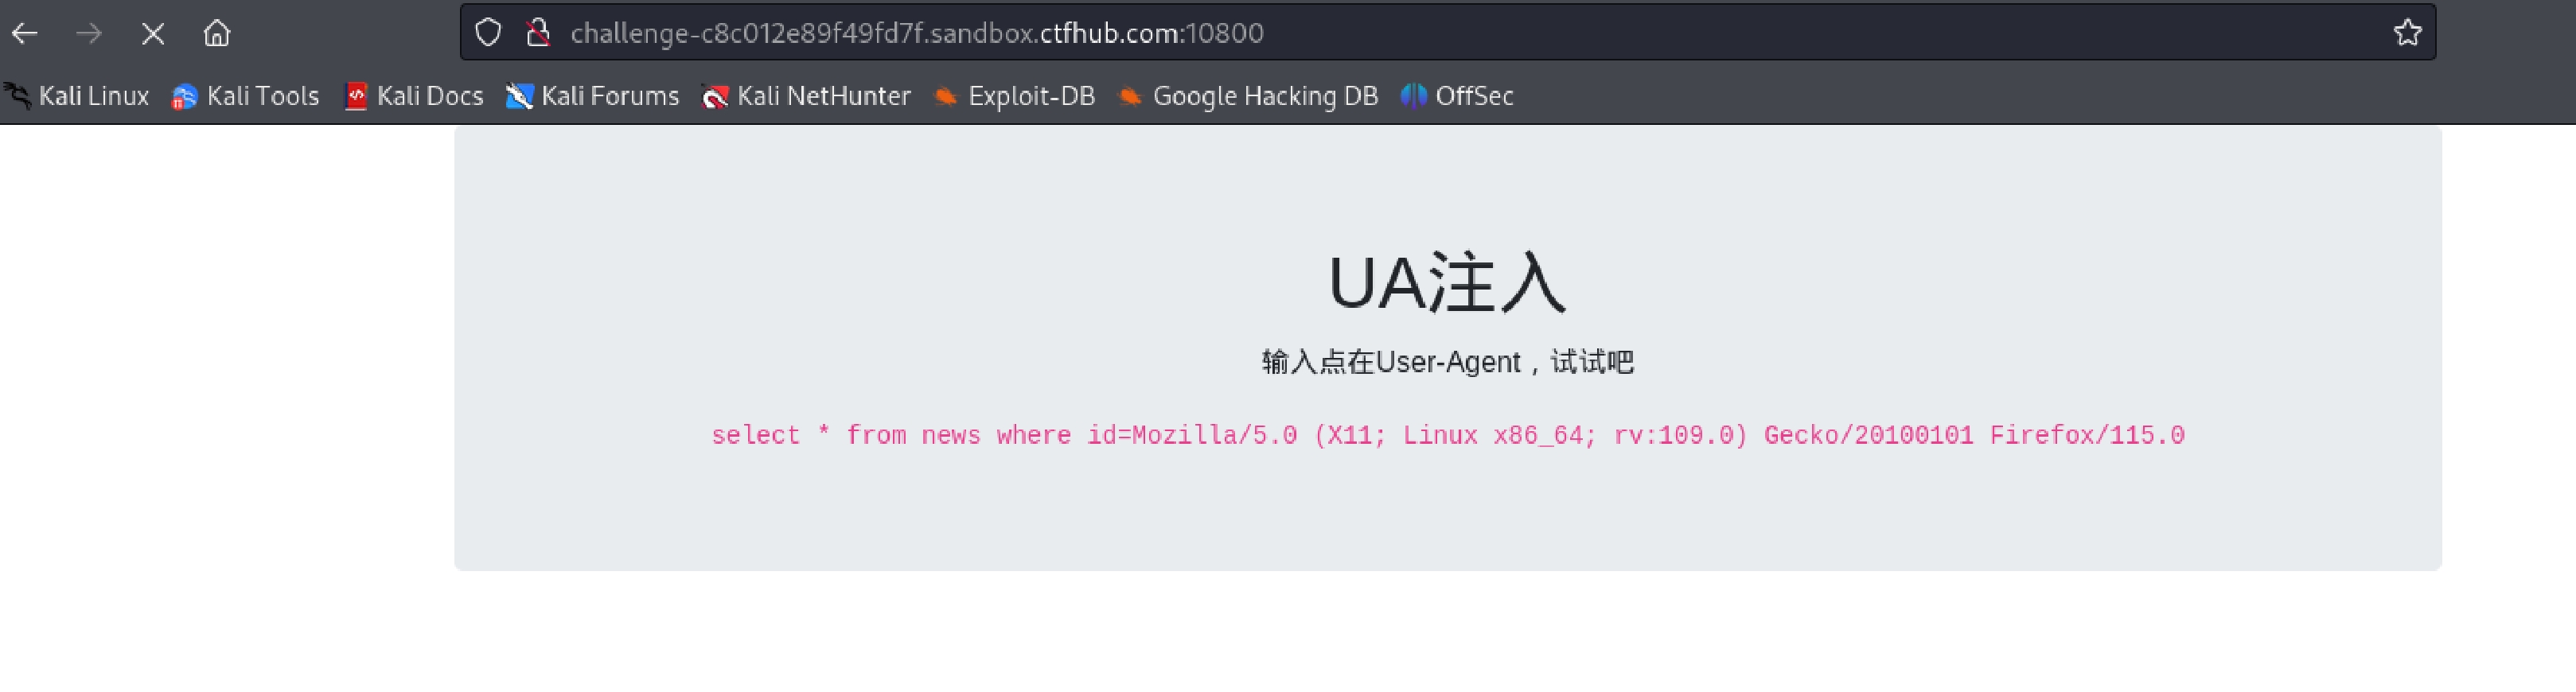 challenge-c8c012e89f49fd7f.sandbox.ctfhub.com:10800
Kali Linux Kali Tools Kali Docs Kali Forums Kali NetHunter Exploit-DB Google Hacking DB OffSec
UA注入
输入点在User-Agent，试试吧
select * from news where id=Mozilla/5.0 (X11; Linux x86_64; rv:109.0) Gecko/20100101 Firefox/115.0